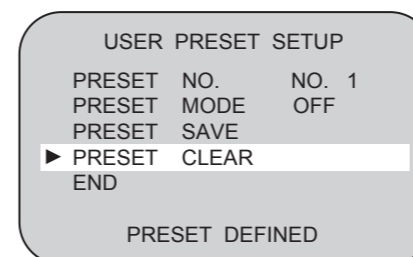 USER PRESET SETUP
PRESET NO. NO. 1
PRESET MODE OFF
PRESET SAVE
► PRESET CLEAR
END
PRESET DEFINED